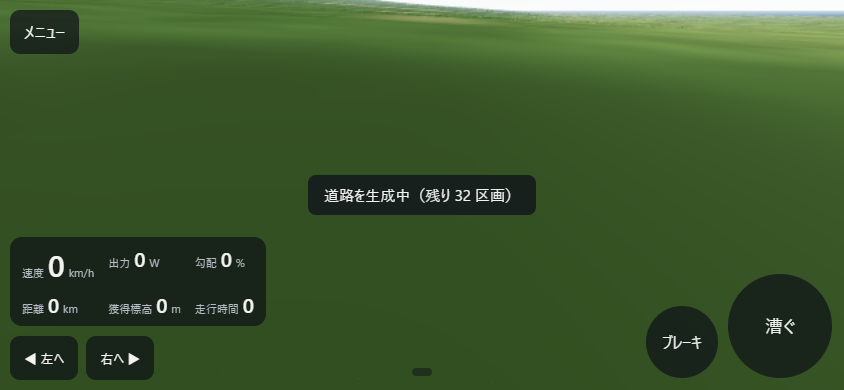 メニュー
道路を生成中（残り 32 区画）
速度 0 km/h 出力 0 W 勾配 0 %
距離 0 km 獲得標高 0 m 走行時間 0
◀ 左へ 右へ ▶
ブレーキ
漕ぐ